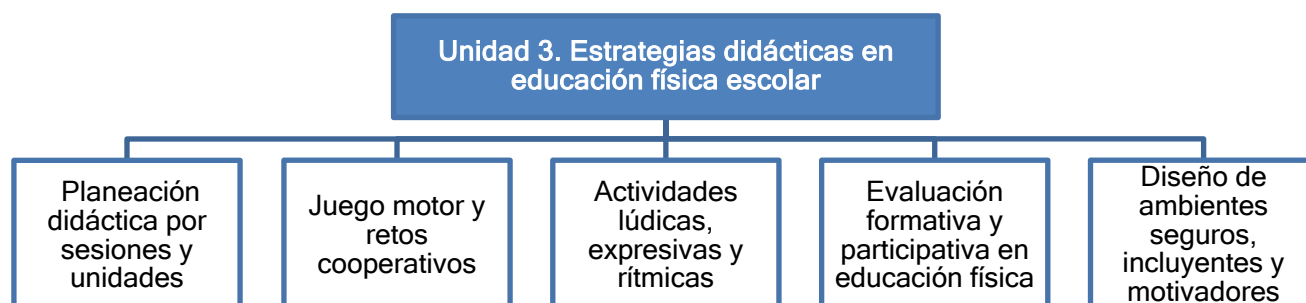 Unidad 3. Estrategias didácticas en
educación física escolar
Planeación
didáctica por
sesiones y
unidades
Juego motor y
retos
cooperativos
Actividades
lúdicas,
expresivas y
rítmicas
Evaluación
formativa y
participativa en
educación física
Diseño de
ambientes
seguros,
incluyentes y
motivadores